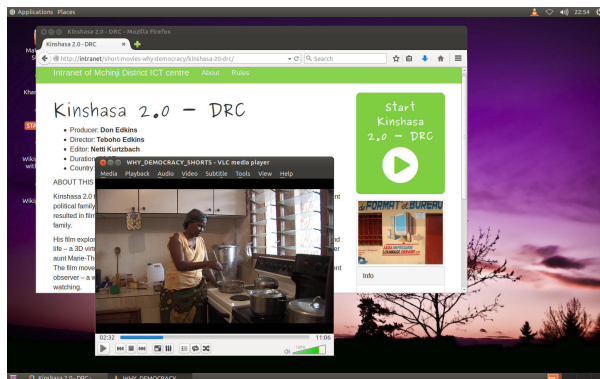 Applications Places
22:54
Kinshasa 2.0 - DRC - Mozilla Firefox
Kinshasa 2.0 - DRC
http://intranet/short-movies-why-democracy/kinshasa-20-drc/
Search
Intranet of Mchinji District ICT centre About Rules
Kinshasa 2.0 – DRC
Producer: Don Edkins
Director: Teboho Edkins
Editor: Netti Kurtzbach
Duration
Country:
ABOUT THIS
Kinshasa 2.0 t
political family
resulted in film
family.
His film explor
life – a 3D virt
aunt Marie-Th
The film move
observer – a w
watching.
Start
Kinshasa
2.0 – DRC
FORMAT et BUREAU
Info
WHY_DEMOCRACY_SHORTS - VLC media player
Media Playback Audio Video Subtitle Tools View Help
02:32
11:06
Kinshasa 2.0 - DRC -
WHY_DEMOCRACY